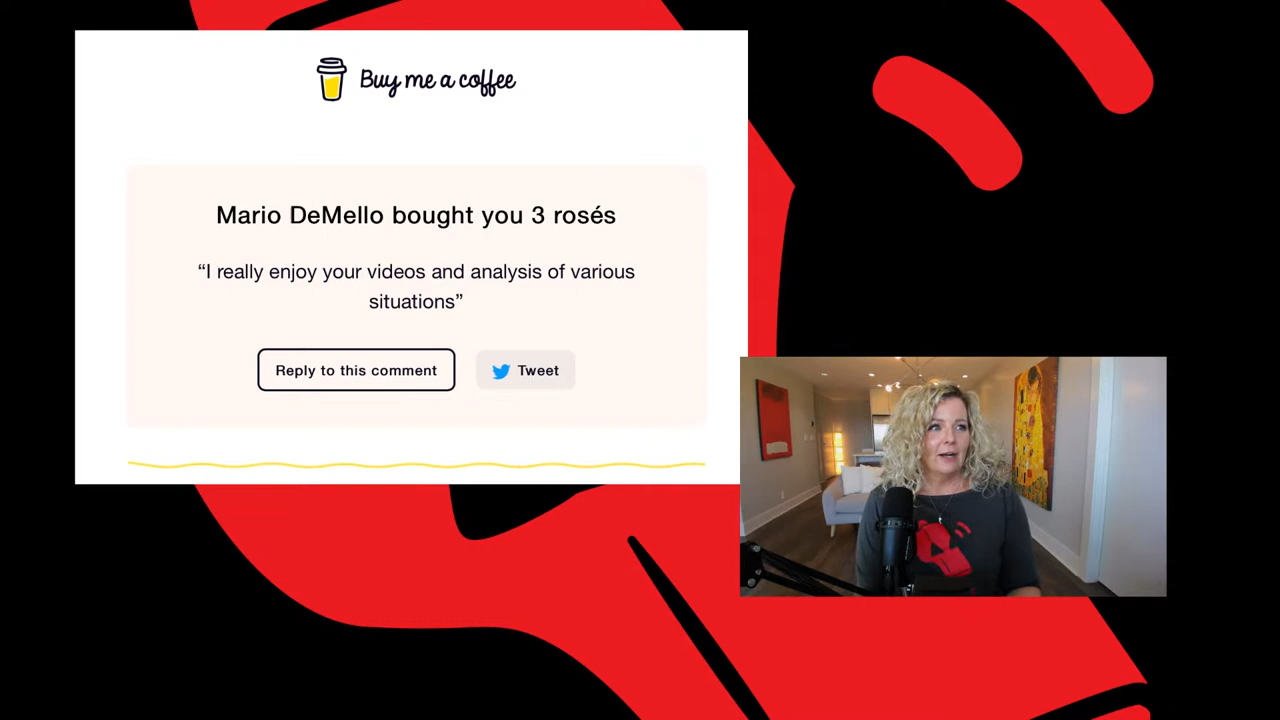 Buy me a coffee
Mario DeMello bought you 3 rosés
“I really enjoy your videos and analysis of various
situations”
Reply to this comment
Tweet